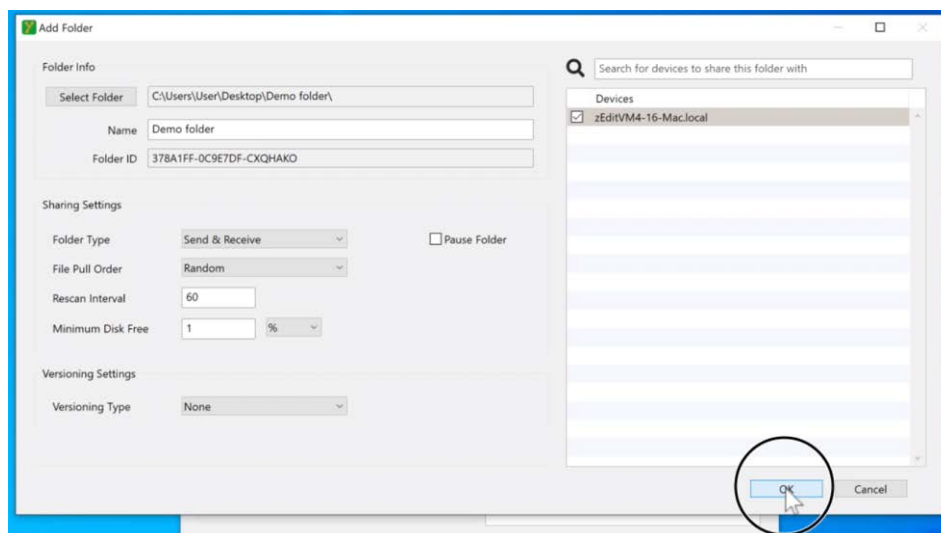 Add Folder
Folder Info
Select Folder C:\Users\User\Desktop\Demo folder\
Name Demo folder
Folder ID 378A1FF-0C9E7DF-CXQHAKO
Sharing Settings
Folder Type Send & Receive Pause Folder
File Pull Order Random
Rescan Interval 60
Minimum Disk Free 1 %
Versioning Settings
Versioning Type None
Search for devices to share this folder with
Devices
zEditVM4-16-Mac.local
OK Cancel